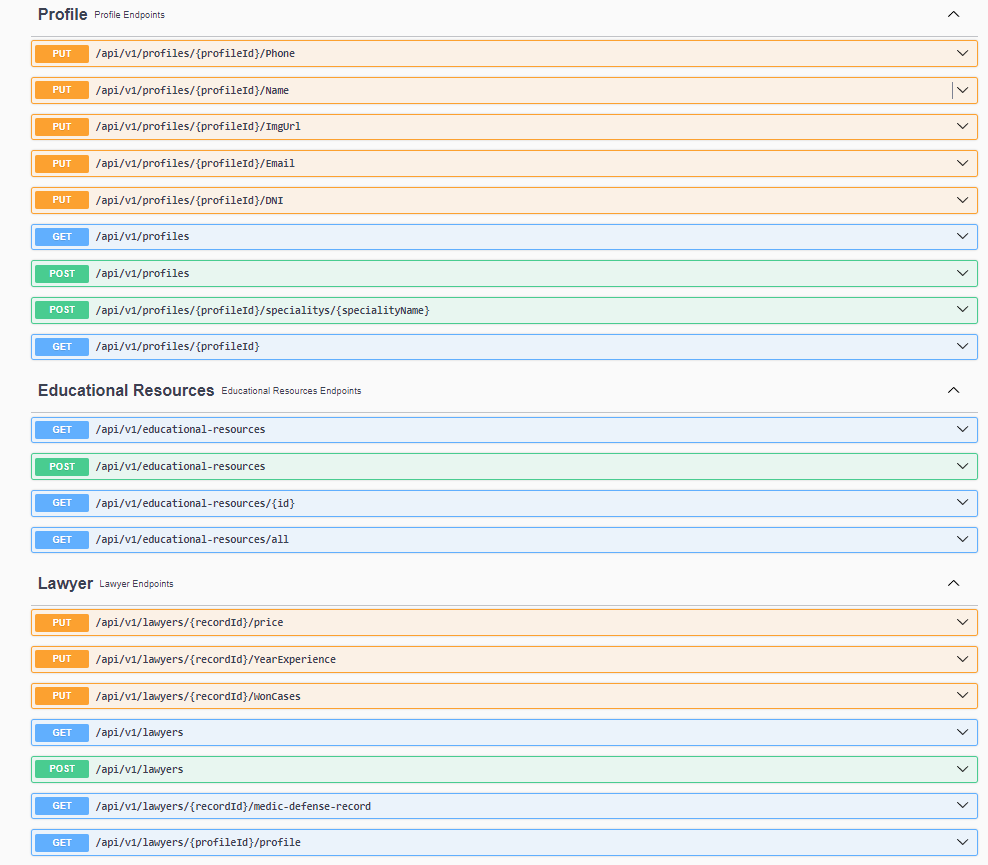 Profile Profile Endpoints
PUT /api/v1/profiles/{profileId}/Phone
PUT /api/v1/profiles/{profileId}/Name
PUT /api/v1/profiles/{profileId}/ImgUrl
PUT /api/v1/profiles/{profileId}/Email
PUT /api/v1/profiles/{profileId}/DNI
GET /api/v1/profiles
POST /api/v1/profiles
POST /api/v1/profiles/{profileId}/specialitys/{specialityName}
GET /api/v1/profiles/{profileId}
Educational Resources Educational Resources Endpoints
GET /api/v1/educational-resources
POST /api/v1/educational-resources
GET /api/v1/educational-resources/{id}
GET /api/v1/educational-resources/all
Lawyer Lawyer Endpoints
PUT /api/v1/lawyers/{recordId}/price
PUT /api/v1/lawyers/{recordId}/YearExperience
PUT /api/v1/lawyers/{recordId}/WonCases
GET /api/v1/lawyers
POST /api/v1/lawyers
GET /api/v1/lawyers/{recordId}/medic-defense-record
GET /api/v1/lawyers/{profileId}/profile